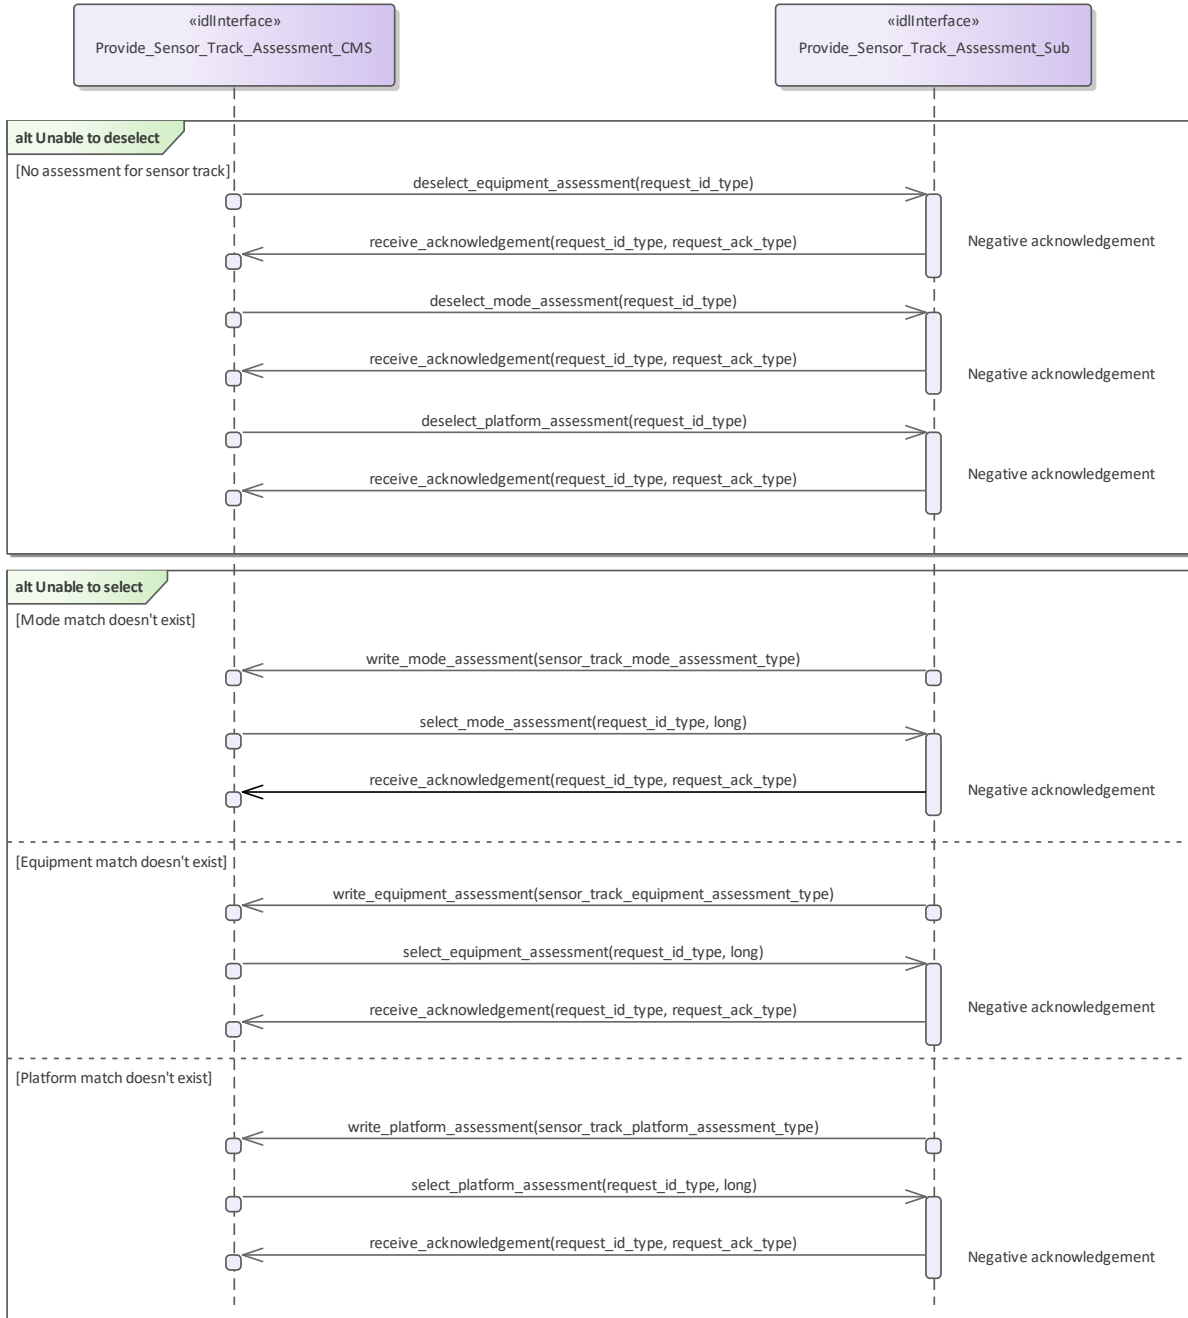 «idlInterface»
Provide_Sensor_Track_Assessment_CMS
«idlInterface»
Provide_Sensor_Track_Assessment_Sub
alt Unable to deselect
[No assessment for sensor track]
deselect_equipment_assessment(request_id_type)
receive_acknowledgement(request_id_type, request_ack_type)
Negative acknowledgement
deselect_mode_assessment(request_id_type)
receive_acknowledgement(request_id_type, request_ack_type)
Negative acknowledgement
deselect_platform_assessment(request_id_type)
receive_acknowledgement(request_id_type, request_ack_type)
Negative acknowledgement
alt Unable to select
[Mode match doesn't exist]
write_mode_assessment(sensor_track_mode_assessment_type)
select_mode_assessment(request_id_type, long)
receive_acknowledgement(request_id_type, request_ack_type)
Negative acknowledgement
[Equipment match doesn't exist]
write_equipment_assessment(sensor_track_equipment_assessment_type)
select_equipment_assessment(request_id_type, long)
receive_acknowledgement(request_id_type, request_ack_type)
Negative acknowledgement
[Platform match doesn't exist]
write_platform_assessment(sensor_track_platform_assessment_type)
select_platform_assessment(request_id_type, long)
receive_acknowledgement(request_id_type, request_ack_type)
Negative acknowledgement